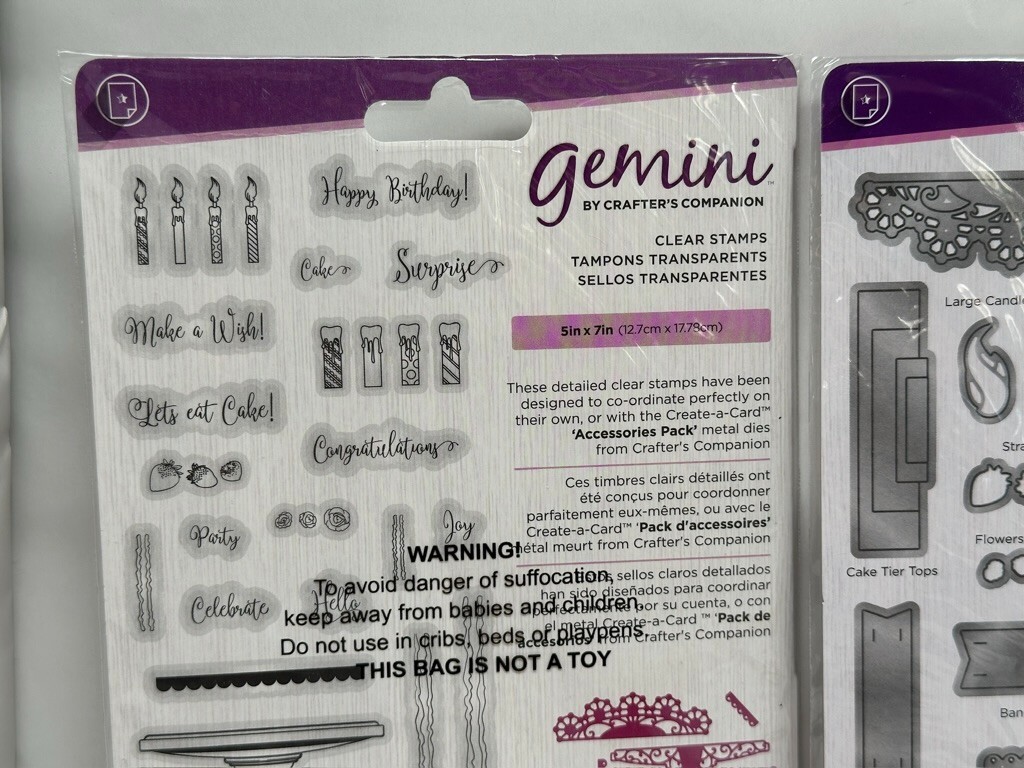 gemini
BY CRAFTER'S COMPANION
CLEAR STAMPS
TAMPONS TRANSPARENTS
SELLOS TRANSPARENTES
5in x 7in (12.7cm x 17.78cm)
These detailed clear stamps have been
designed to co-ordinate perfectly on
their own, or with the Create-a-Card™
'Accessories Pack' metal dies
from Crafter's Companion
Ces timbres clairs détaillés ont
été conçus pour coordonner
parfaitement eux-mêmes, ou avec le
Create-a-Card™ 'Pack d'accessoires'
métal meurt from Crafter's Companion
sellos claros detallados
han sido diseñados para coordinar
perfectamente por su cuenta, o con
el metal Create-a-Card ™ 'Pack de
accesorios' from Crafter's Companion
Happy Birthday!
Cake
Surprise
Make a Wish!
Lets eat Cake!
Congratulations
Party
Joy
Celebrate
Hello
WARNING!
To avoid danger of suffocation,
keep away from babies and children.
Do not use in cribs, beds or playpens.
THIS BAG IS NOT A TOY
Large Candle
Cake Tier Tops
Flowers